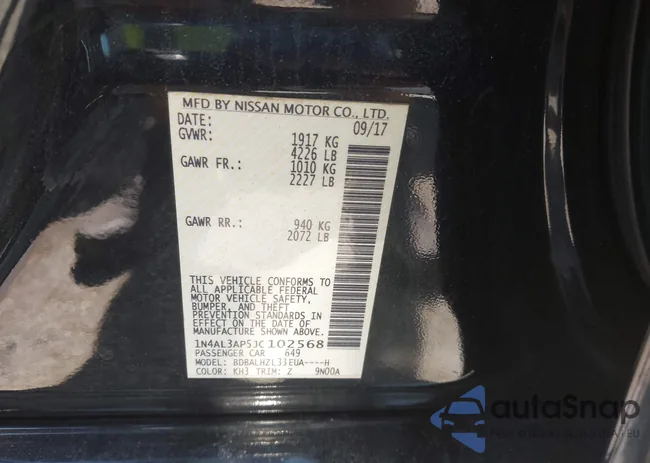 MFD BY NISSAN MOTOR CO., LTD.
DATE: 09/17
GVWR: 1917 KG
4226 LB
GAWR FR.: 1010 KG
2227 LB
GAWR RR.: 940 KG
2072 LB
THIS VEHICLE CONFORMS TO
ALL APPLICABLE FEDERAL
MOTOR VEHICLE SAFETY,
BUMPER, AND THEFT
PREVENTION STANDARDS IN
EFFECT ON THE DATE OF
MANUFACTURE SHOWN ABOVE.
1N4AL3AP5JC102568
PASSENGER CAR 649
MODEL: BDBALHZL33EUA----H
COLOR: KH3 TRIM: Z 9N00A
autoSnap